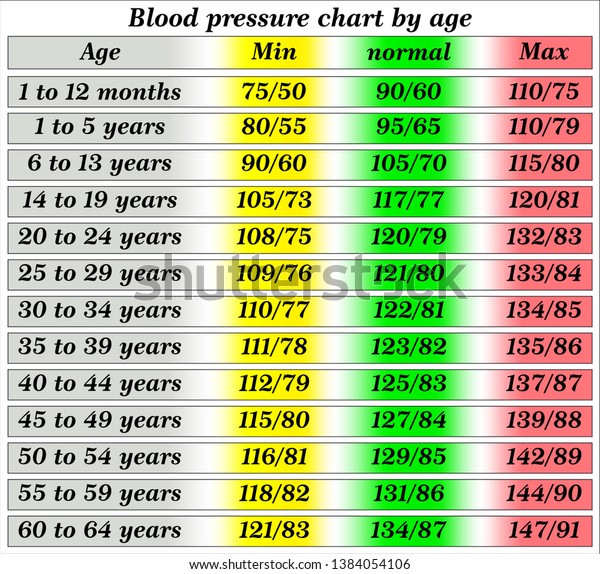 Blood pressure chart by age
Age Min normal Max
1 to 12 months 75/50 90/60 110/75
1 to 5 years 80/55 95/65 110/79
6 to 13 years 90/60 105/70 115/80
14 to 19 years 105/73 117/77 120/81
20 to 24 years 108/75 120/79 132/83
25 to 29 years 109/76 121/80 133/84
shutterstock
30 to 34 years 110/77 122/81 134/85
35 to 39 years 111/78 123/82 135/86
40 to 44 years 112/79 125/83 137/87
45 to 49 years 115/80 127/84 139/88
50 to 54 years 116/81 129/85 142/89
55 to 59 years 118/82 131/86 144/90
60 to 64 years 121/83 134/87 147/91
www.shutterstock.com · 1384054106